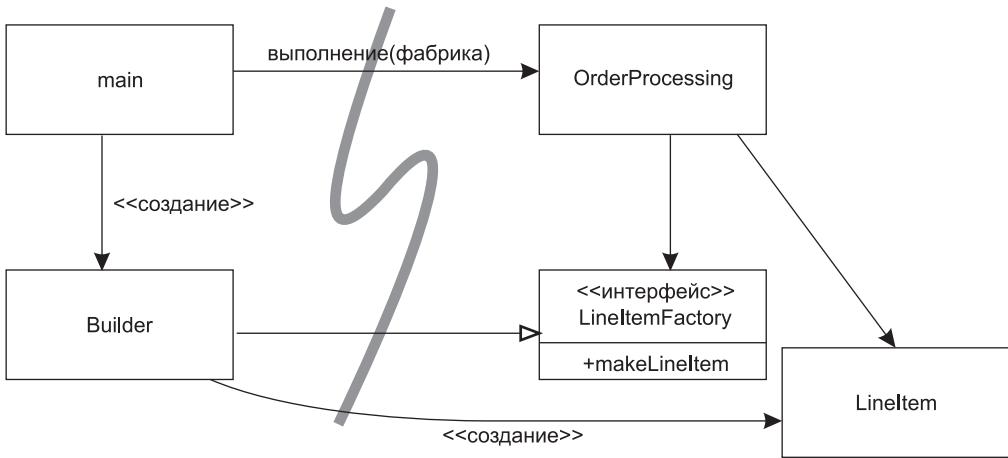 main
выполнение(фабрика)
OrderProcessing
<<создание>>
Builder
<<интерфейс>>
LineItemFactory
+makeLineItem
LineItem
<<создание>>